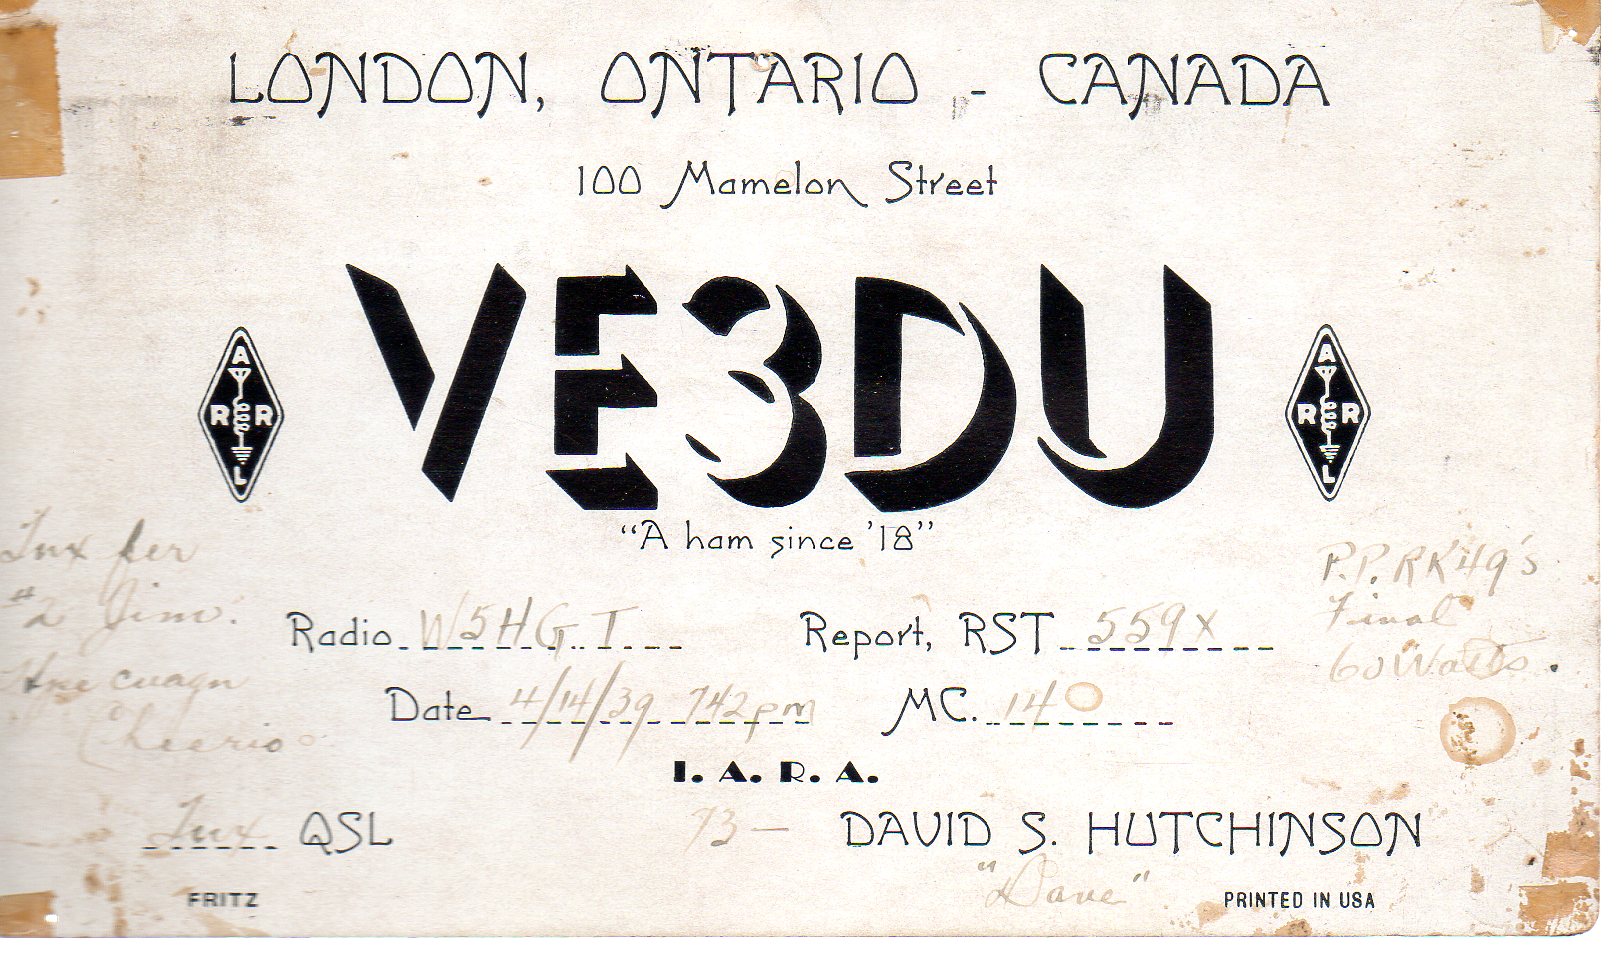 LONDON, ONTARIO - CANADA
100 Mamelon Street
VE3DU
A
R R
L
A
R R
L
"A ham since '18"
Tnx fer
#2 Jim.
Hpe cuagn
Cheerio
P.P. RK49's
Final
60 Watts.
Radio W5HGT Report, RST 559X
Date 4/14/39 742pm MC. 14
I. A. R. A.
Tnx QSL 73 - DAVID S. HUTCHINSON
"Dave"
FRITZ PRINTED IN USA